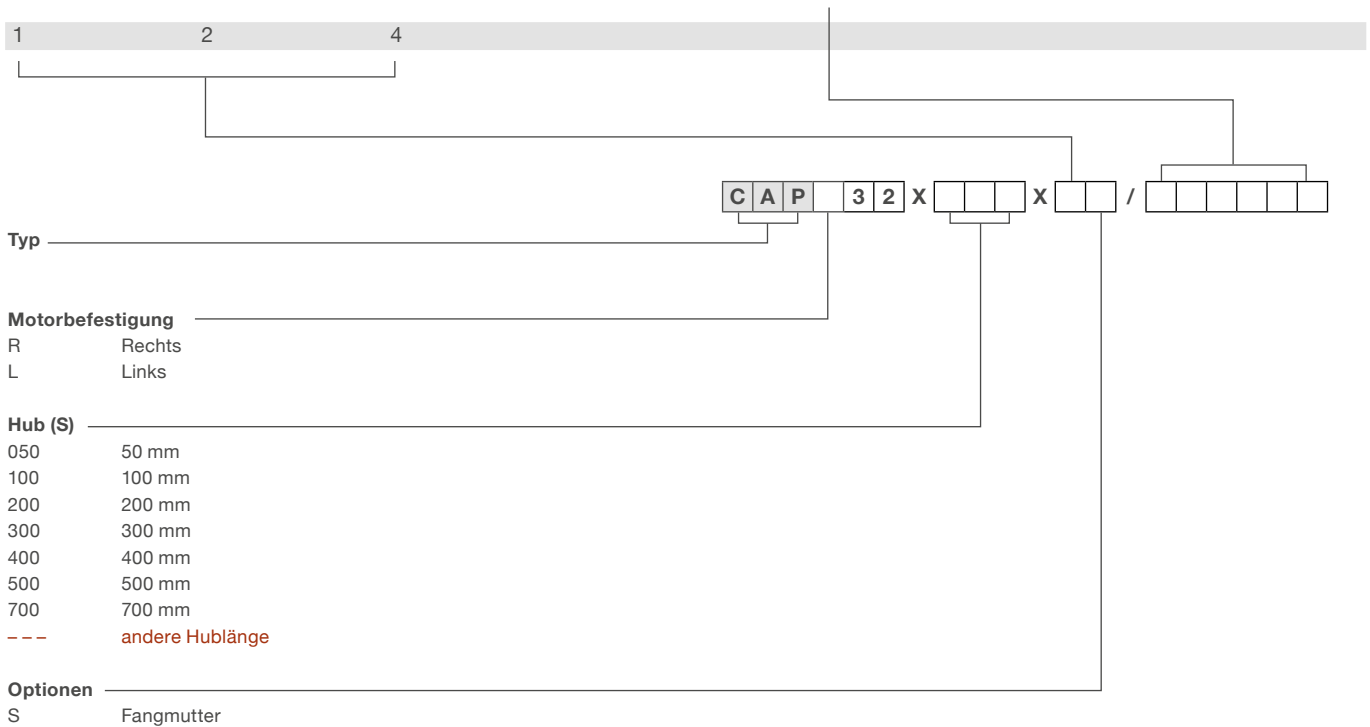 1 2 4
C A P 3 2 X X /
Typ
Motorbefestigung
R Rechts
L Links
Hub (S)
050 50 mm
100 100 mm
200 200 mm
300 300 mm
400 400 mm
500 500 mm
700 700 mm
– – – andere Hublänge
Optionen
S Fangmutter